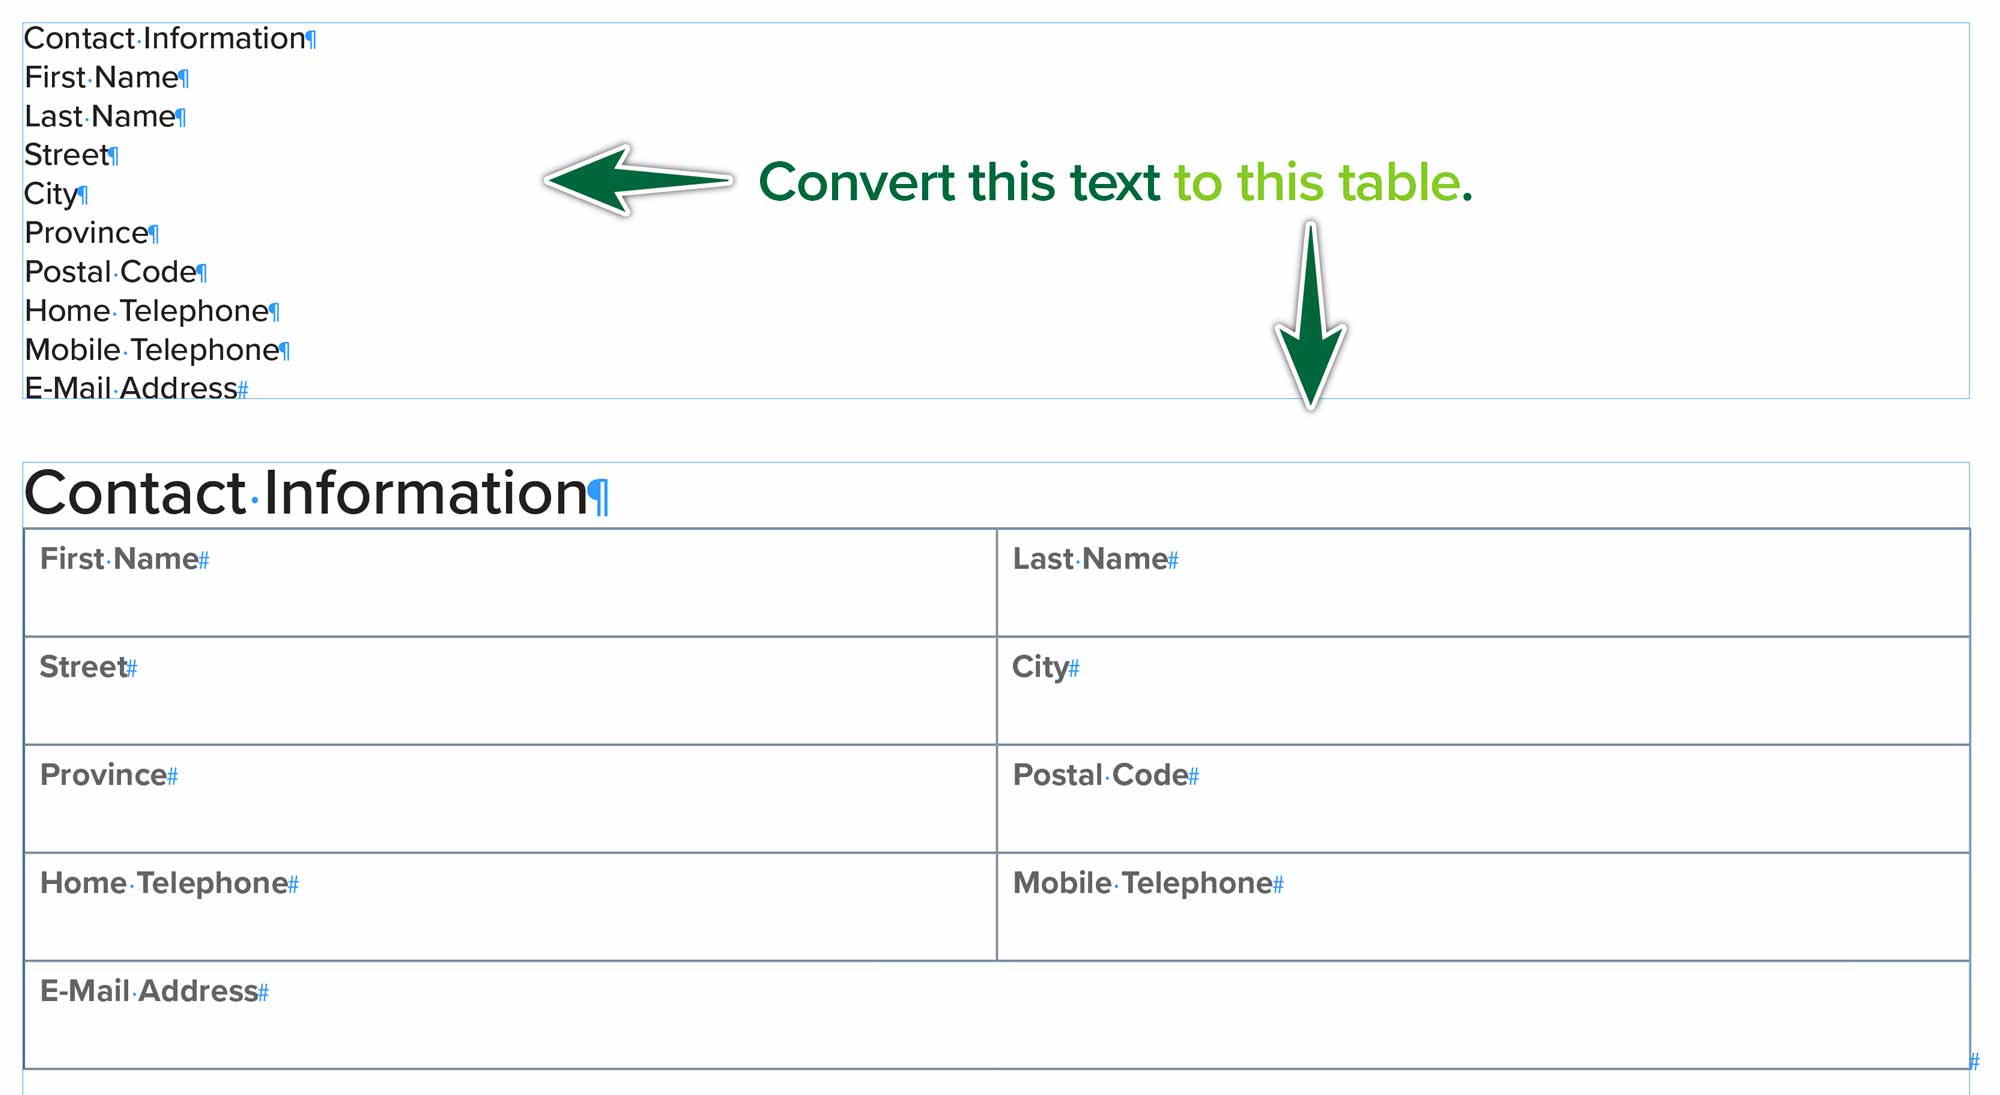 Contact·Information¶
First·Name¶
Last·Name¶
Street¶
City¶
Province¶
Postal·Code¶
Home·Telephone¶
Mobile·Telephone¶
E-Mail·Address#
Convert this text to this table.
Contact·Information¶
First·Name#
Last·Name#
Street#
City#
Province#
Postal·Code#
Home·Telephone#
Mobile·Telephone#
E-Mail·Address#
#